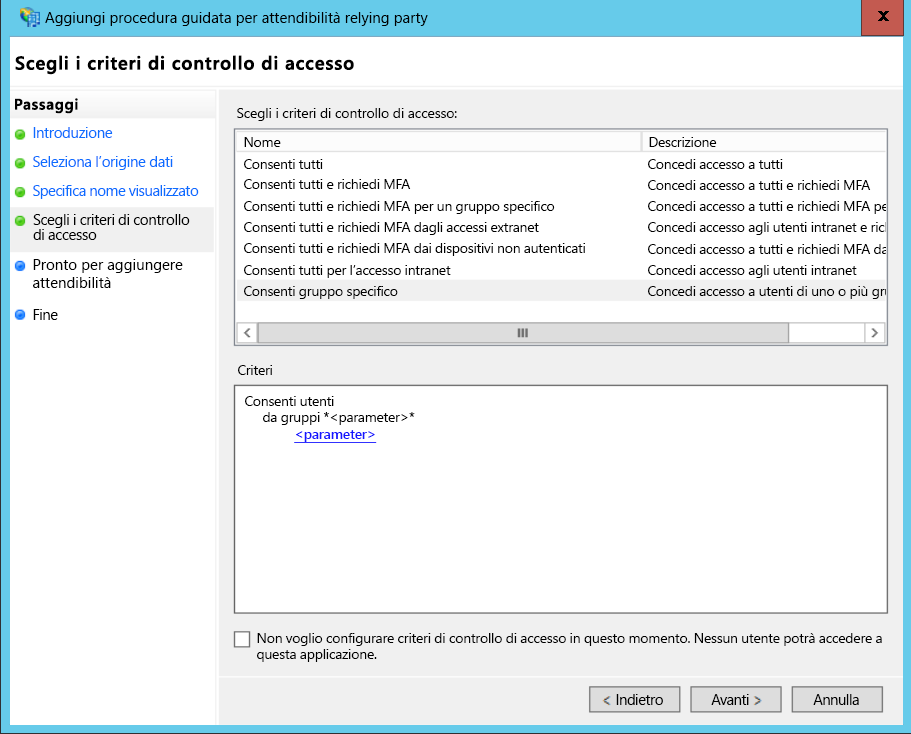 Aggiungi procedura guidata per attendibilità relying party
x
Scegli i criteri di controllo di accesso
Passaggi
Introduzione
Seleziona l'origine dati
Specifica nome visualizzato
Scegli i criteri di controllo
di accesso
Pronto per aggiungere
attendibilità
Fine
Scegli i criteri di controllo di accesso:
Nome Descrizione
Consenti tutti Concedi accesso a tutti
Consenti tutti e richiedi MFA Concedi accesso a tutti e richiedi MFA
Consenti tutti e richiedi MFA per un gruppo specifico Concedi accesso a tutti e richiedi MFA pe
Consenti tutti e richiedi MFA dagli accessi extranet Concedi accesso agli utenti intranet e ric
Consenti tutti e richiedi MFA dai dispositivi non autenticati Concedi accesso a tutti e richiedi MFA da
Consenti tutti per l'accesso intranet Concedi accesso agli utenti intranet
Consenti gruppo specifico Concedi accesso a utenti di uno o più gru
Criteri
Consenti utenti
da gruppi *<parameter>*
<parameter>
Non voglio configurare criteri di controllo di accesso in questo momento. Nessun utente potrà accedere a
questa applicazione.
< Indietro Avanti > Annulla